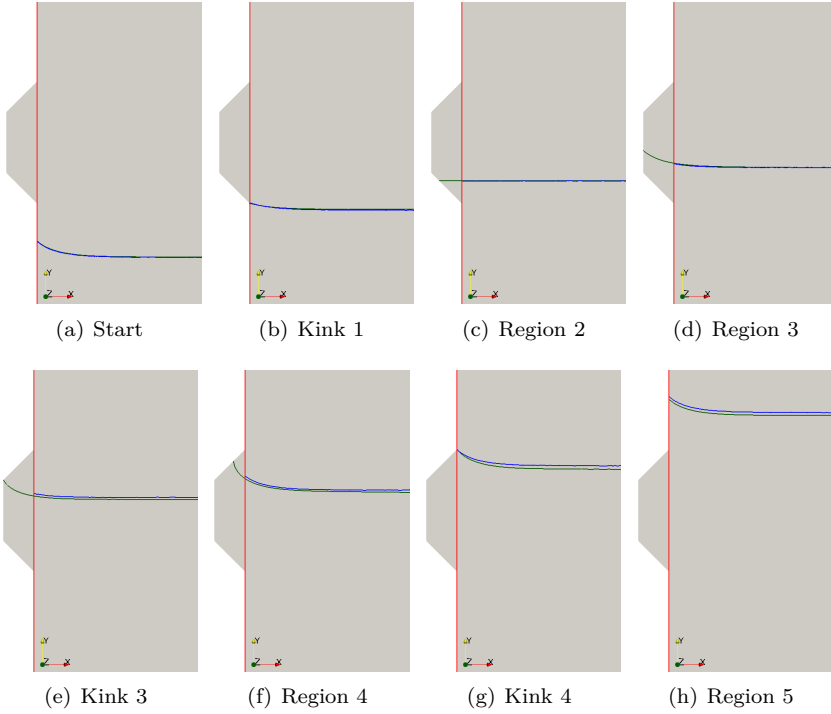 Y
Z X
Y
Z X
Y
Z X
Y
Z X
(a) Start
(b) Kink 1
(c) Region 2
(d) Region 3
Y
Z X
Y
Z X
Y
Z X
Y
Z X
(e) Kink 3
(f) Region 4
(g) Kink 4
(h) Region 5